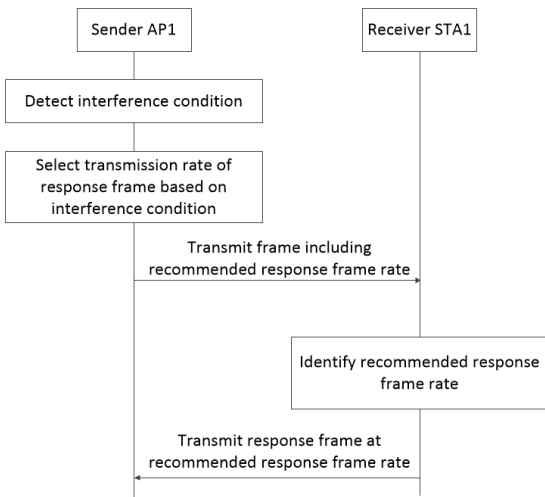 Sender AP1
Receiver STA1
Detect interference condition
Select transmission rate of
response frame based on
interference condition
Transmit frame including
recommended response frame rate
Identify recommended response
frame rate
Transmit response frame at
recommended response frame rate